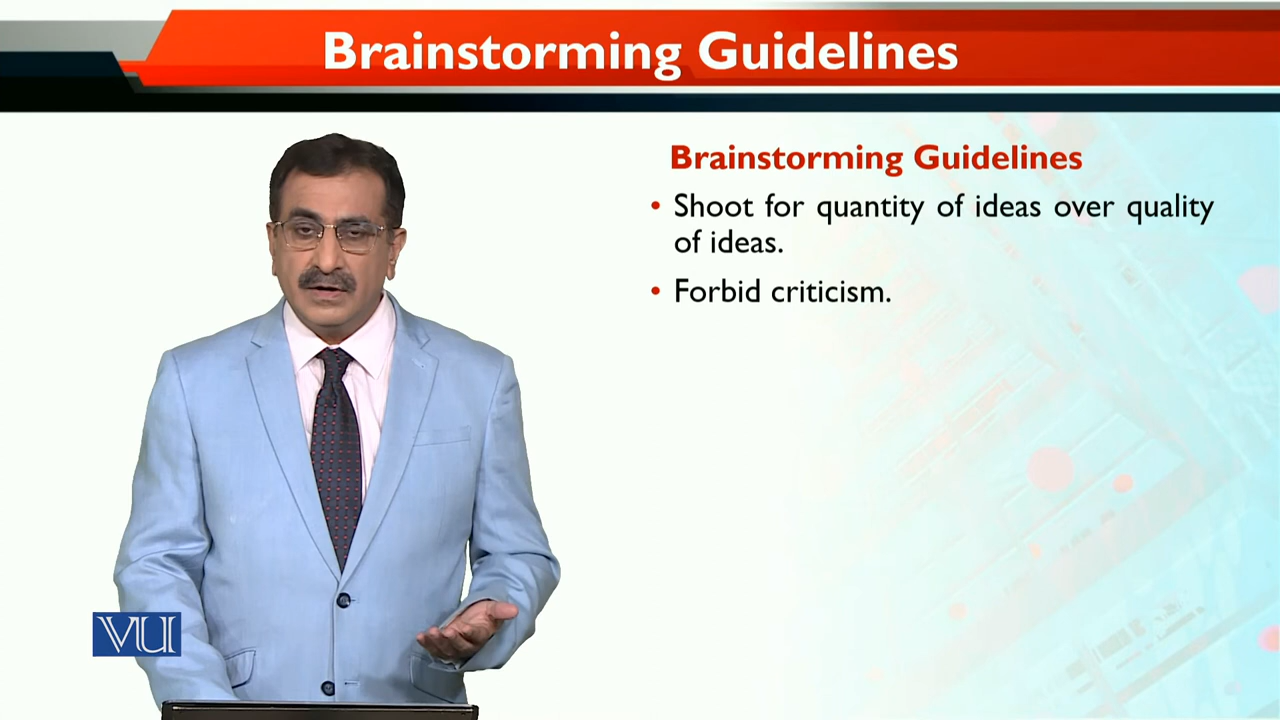 Brainstorming Guidelines
Brainstorming Guidelines
• Shoot for quantity of ideas over quality
of ideas.
• Forbid criticism.
VU